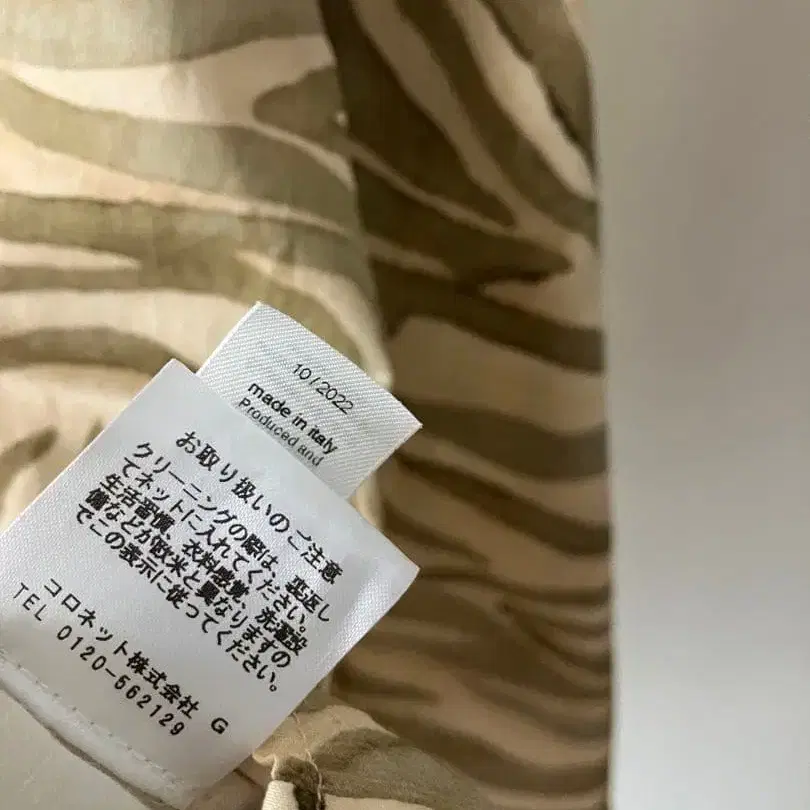 10/2022
made in italy
Produced and
お取り扱いのご注意
クリーニングの際は、裏返し
てネットに入れてください。
生活習慣、衣料感覚、洗濯設
備などが欧米と異なりますの
でこの表示に従ってください。
コロネット株式会社 G
TEL 0120-562129